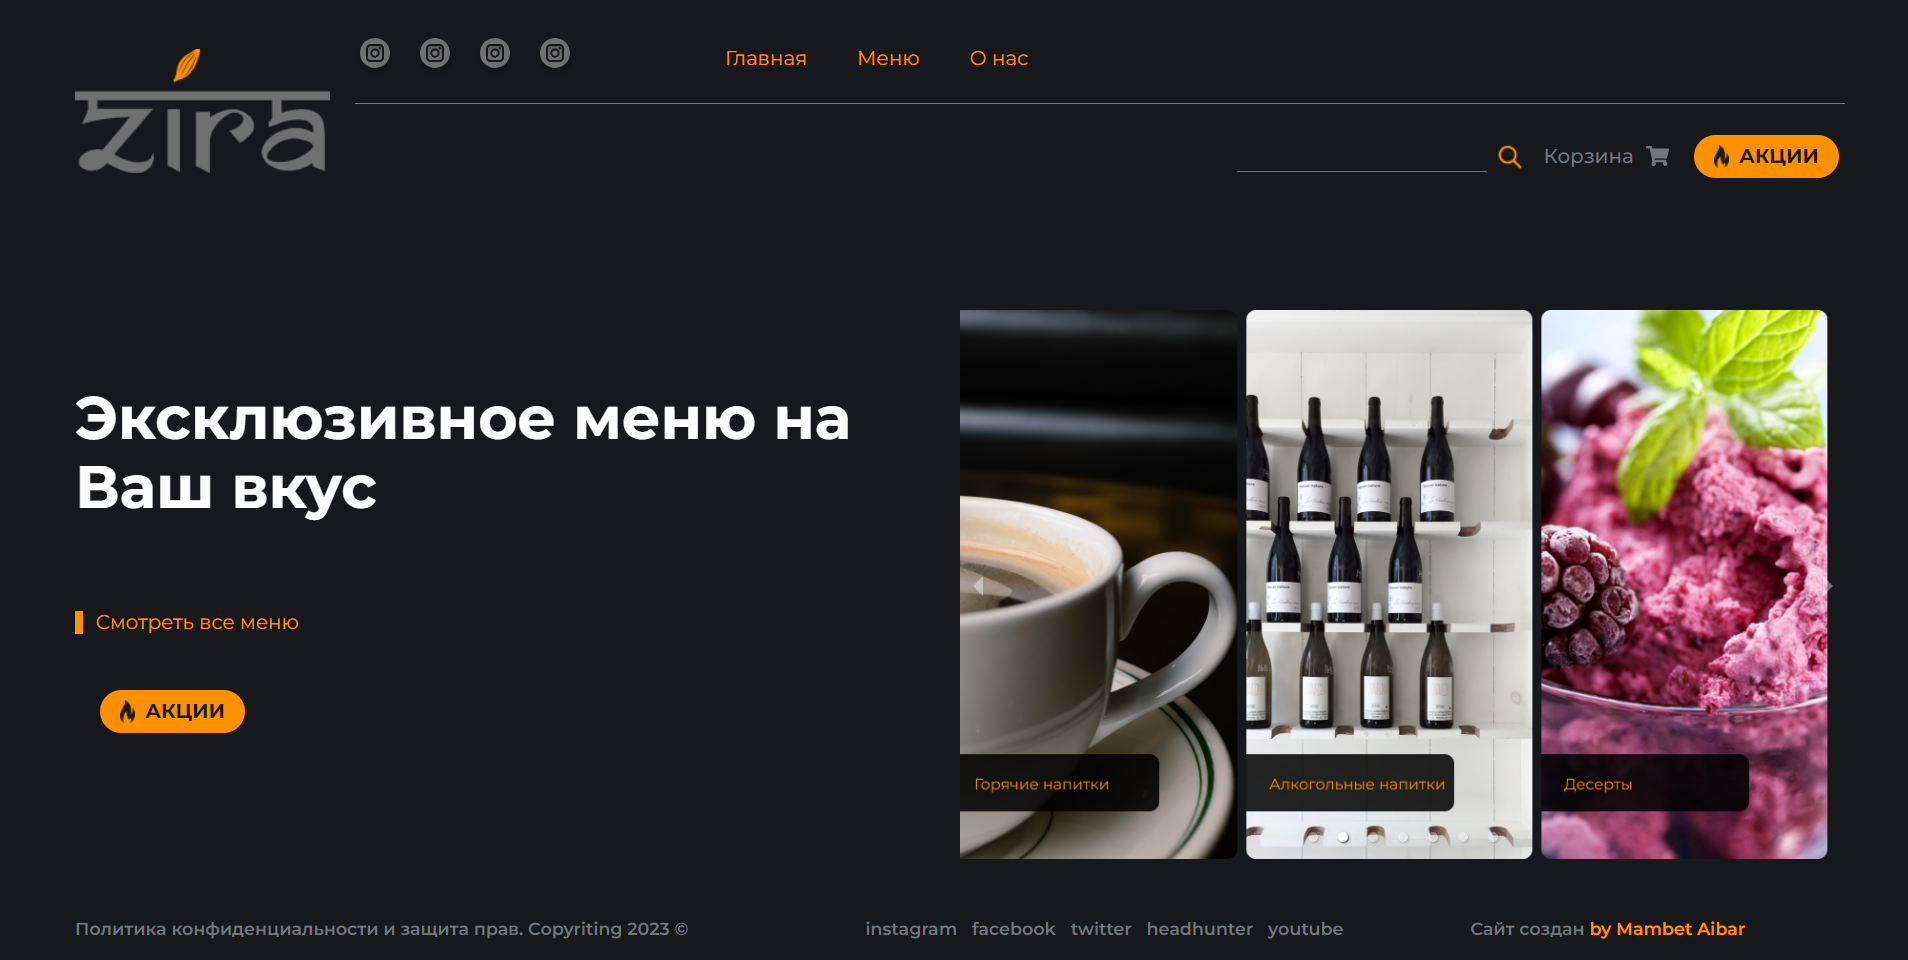 zira
Главная Меню О нас
Корзина АКЦИИ
Эксклюзивное меню на
Ваш вкус
Смотреть все меню
АКЦИИ
Горячие напитки
Алкогольные напитки
Десерты
Политика конфиденциальности и защита прав. Copyriting 2023 ©
instagram facebook twitter headhunter youtube
Сайт создан by Mambet Aibar